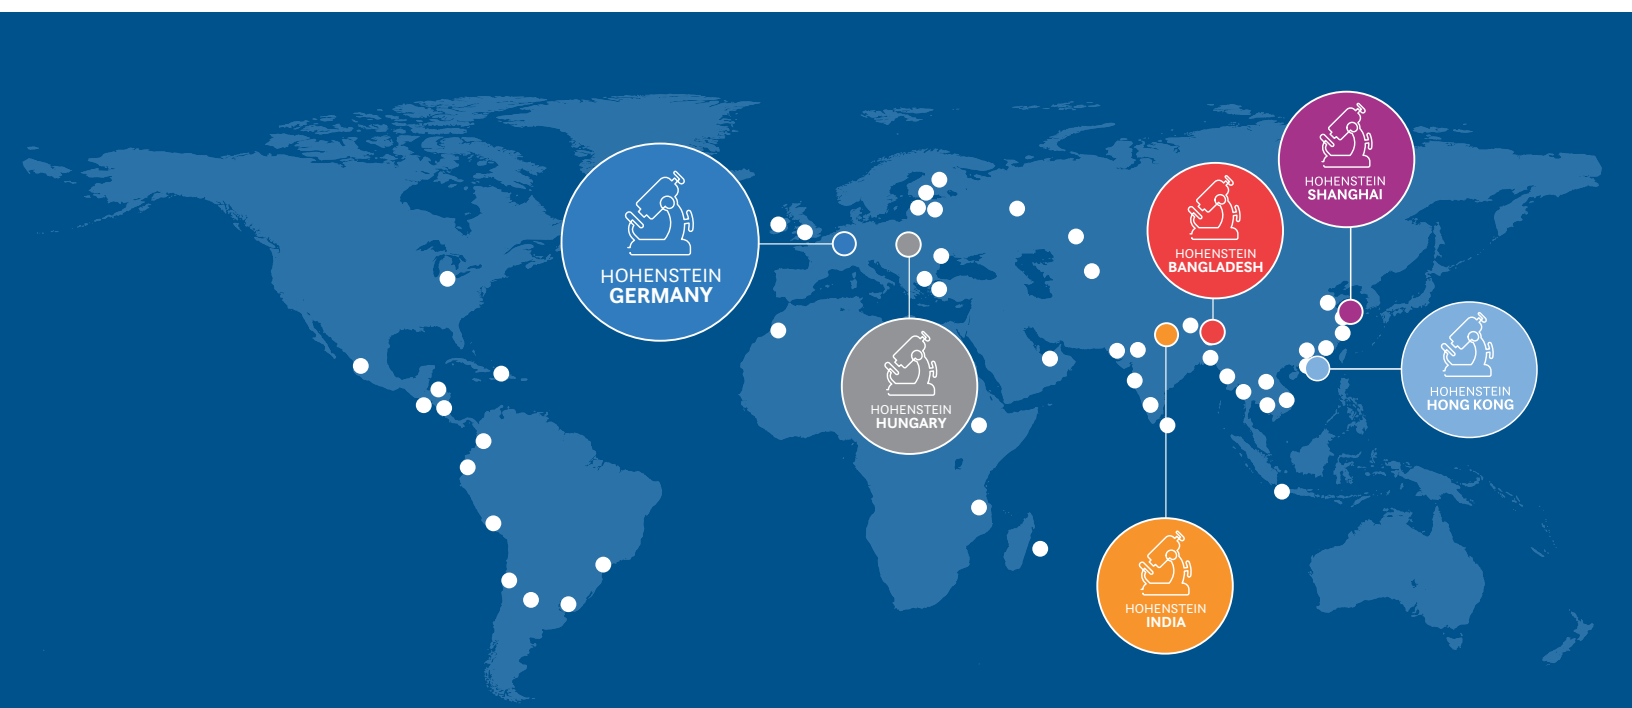 HOHENSTEIN
GERMANY
HOHENSTEIN
HUNGARY
HOHENSTEIN
BANGLADESH
HOHENSTEIN
SHANGHAI
HOHENSTEIN
HONG KONG
HOHENSTEIN
INDIA